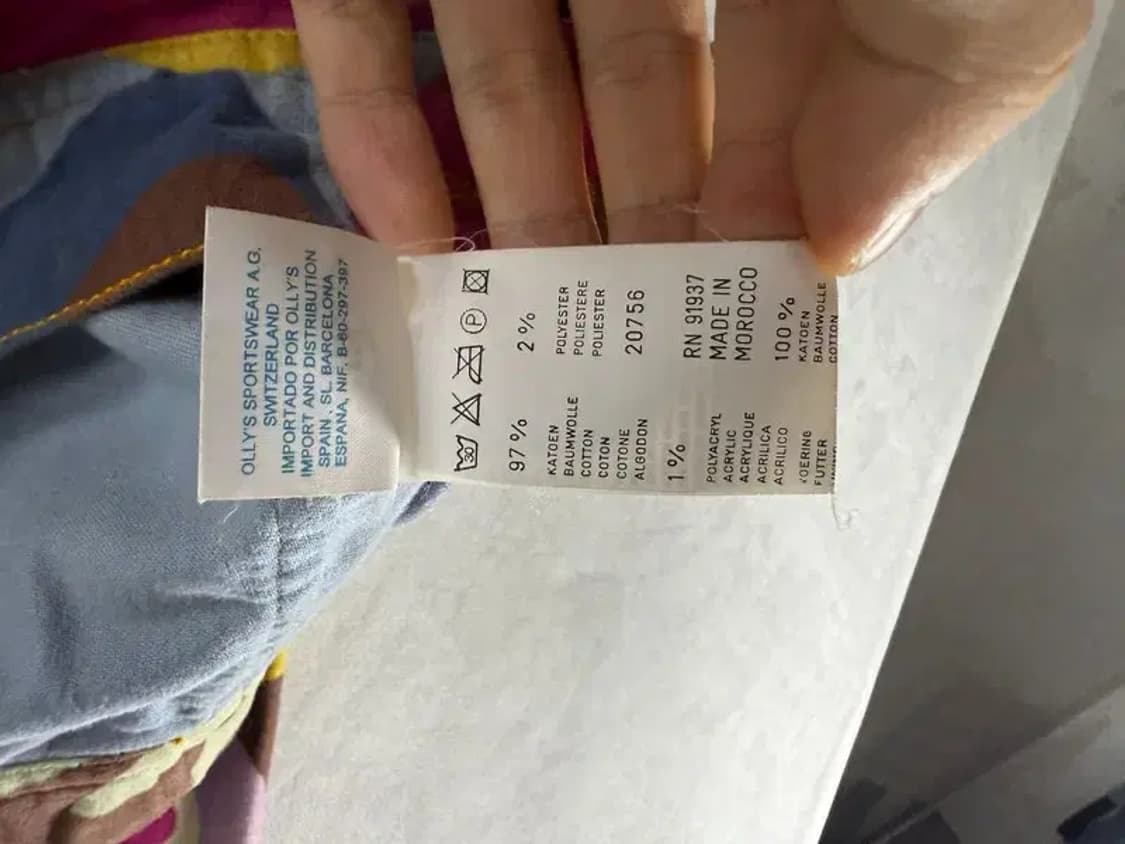 OLLY'S SPORTSWEAR A.G.
SWITZERLAND
IMPORTADO POR OLLY'S
IMPORT AND DISTRIBUTION
SPAIN, SL. BARCELONA
ESPANA, NIF. B-60-297-397
30 P
97% 2%
KATOEN POLYESTER
BAUMWOLLE POLIESTERE
COTTON POLIESTER
COTON
COTONE 20756
ALGODON
1%
RN 91937
POLYACRYL MADE IN
ACRYLIC MOROCCO
ACRYLIQUE
ACRILICA
ACRILICO 100%
VOERING KATOEN
FUTTER BAUMWOLLE
COTTON